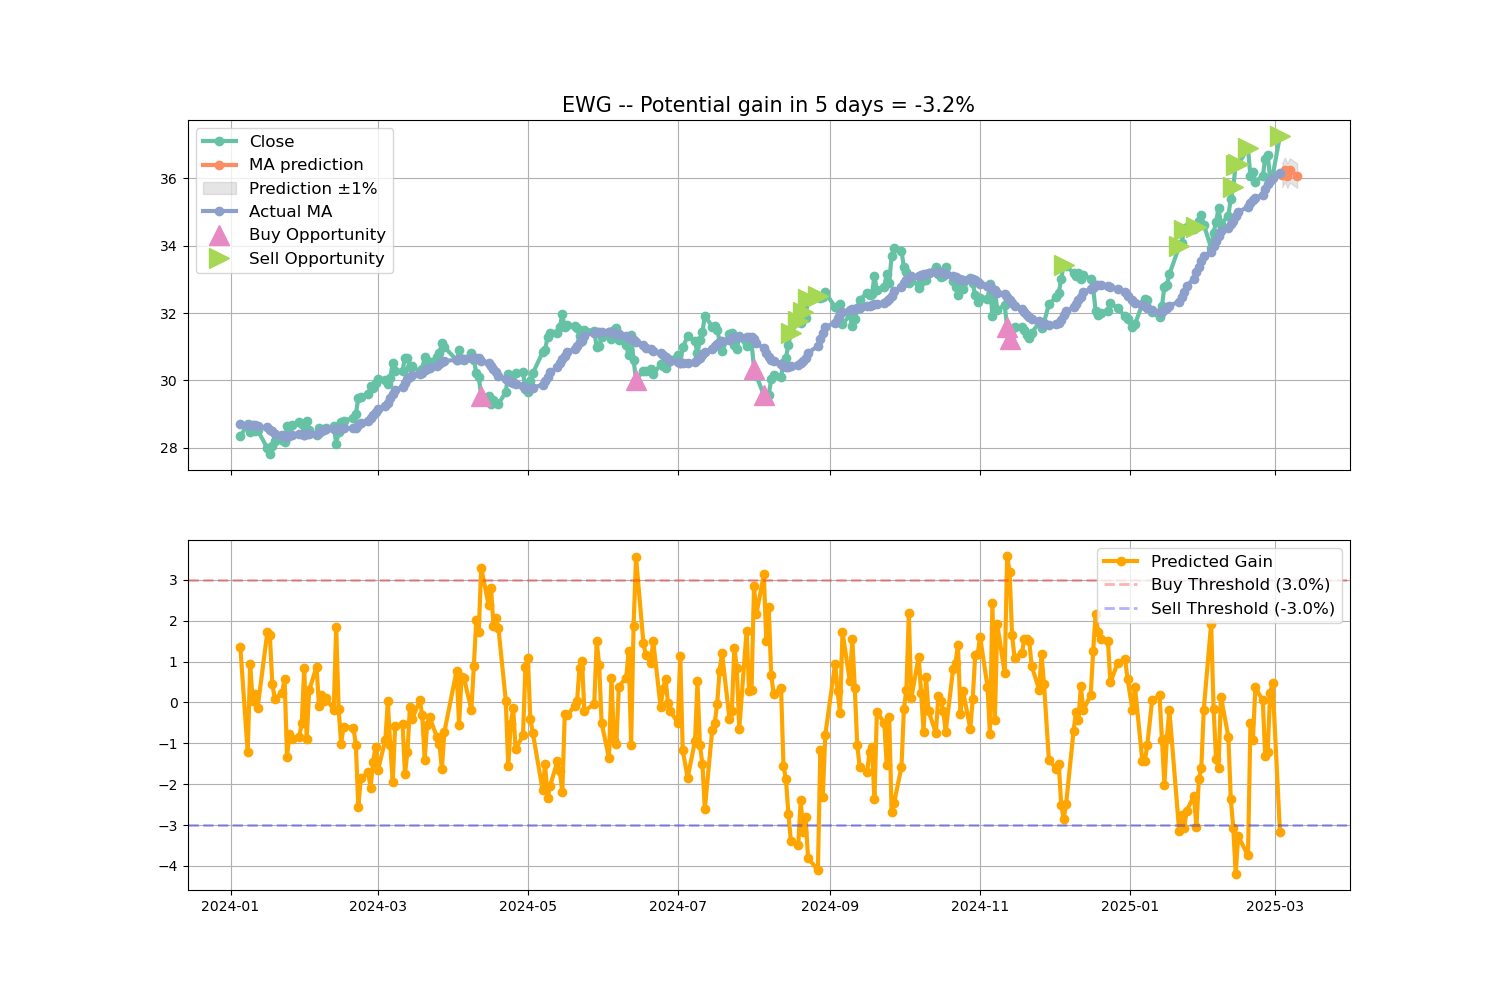 EWG -- Potential gain in 5 days = -3.2%
Close
MA prediction
Prediction ±1%
Actual MA
Buy Opportunity
Sell Opportunity
36
34
32
30
28
Predicted Gain
Buy Threshold (3.0%)
Sell Threshold (-3.0%)
3
2
1
0
−1
−2
−3
−4
2024-01
2024-03
2024-05
2024-07
2024-09
2024-11
2025-01
2025-03